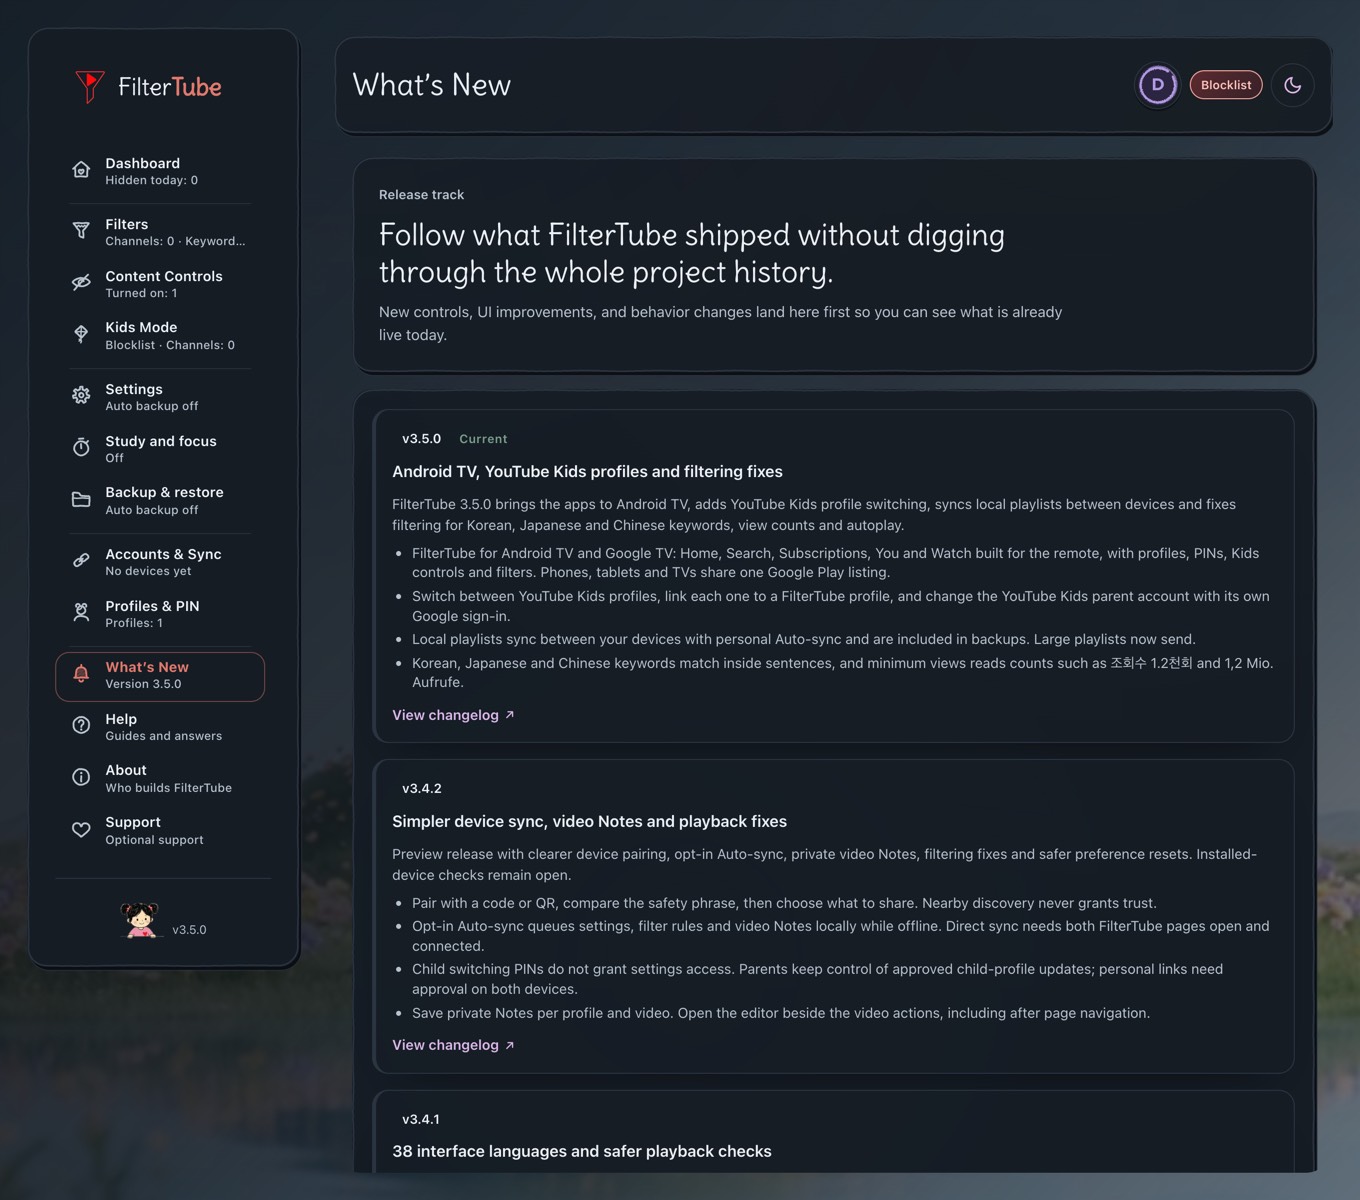 FilterTube
Dashboard
Hidden today: 0
Filters
Channels: 0 · Keyword...
Content Controls
Turned on: 1
Kids Mode
Blocklist · Channels: 0
Settings
Auto backup off
Study and focus
Off
Backup & restore
Auto backup off
Accounts & Sync
No devices yet
Profiles & PIN
Profiles: 1
What's New
Version 3.5.0
Help
Guides and answers
About
Who builds FilterTube
Support
Optional support
v3.5.0
What's New
D
Blocklist
Release track
Follow what FilterTube shipped without digging
through the whole project history.
New controls, UI improvements, and behavior changes land here first so you can see what is already
live today.
v3.5.0 Current
Android TV, YouTube Kids profiles and filtering fixes
FilterTube 3.5.0 brings the apps to Android TV, adds YouTube Kids profile switching, syncs local playlists between devices and fixes
filtering for Korean, Japanese and Chinese keywords, view counts and autoplay.
• FilterTube for Android TV and Google TV: Home, Search, Subscriptions, You and Watch built for the remote, with profiles, PINs, Kids
controls and filters. Phones, tablets and TVs share one Google Play listing.
• Switch between YouTube Kids profiles, link each one to a FilterTube profile, and change the YouTube Kids parent account with its own
Google sign-in.
• Local playlists sync between your devices with personal Auto-sync and are included in backups. Large playlists now send.
• Korean, Japanese and Chinese keywords match inside sentences, and minimum views reads counts such as 조회수 1.2천회 and 1,2 Mio.
Aufrufe.
View changelog ↗
v3.4.2
Simpler device sync, video Notes and playback fixes
Preview release with clearer device pairing, opt-in Auto-sync, private video Notes, filtering fixes and safer preference resets. Installed-
device checks remain open.
• Pair with a code or QR, compare the safety phrase, then choose what to share. Nearby discovery never grants trust.
• Opt-in Auto-sync queues settings, filter rules and video Notes locally while offline. Direct sync needs both FilterTube pages open and
connected.
• Child switching PINs do not grant settings access. Parents keep control of approved child-profile updates; personal links need
approval on both devices.
• Save private Notes per profile and video. Open the editor beside the video actions, including after page navigation.
View changelog ↗
v3.4.1
38 interface languages and safer playback checks